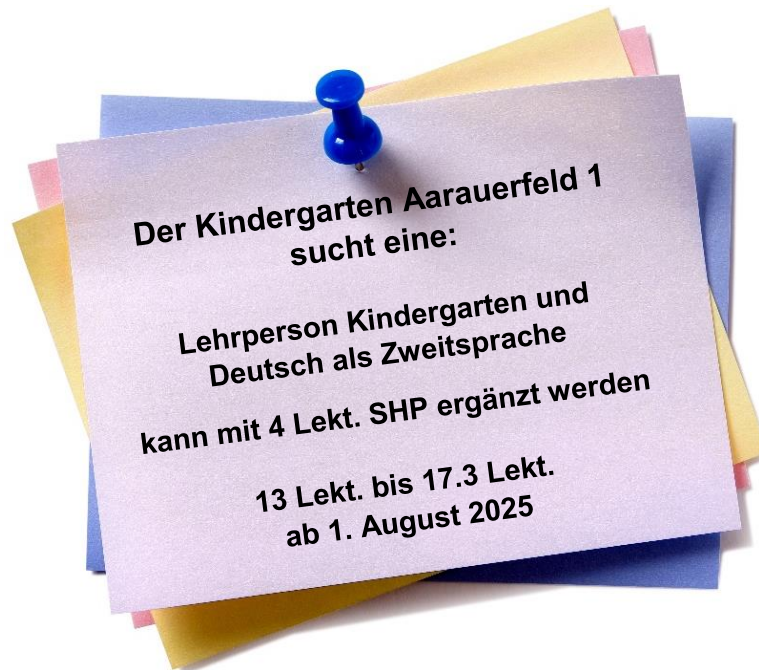 Der Kindergarten Aarauerfeld 1
sucht eine:
Lehrperson Kindergarten und
Deutsch als Zweitsprache
kann mit 4 Lekt. SHP ergänzt werden
13 Lekt. bis 17.3 Lekt.
ab 1. August 2025